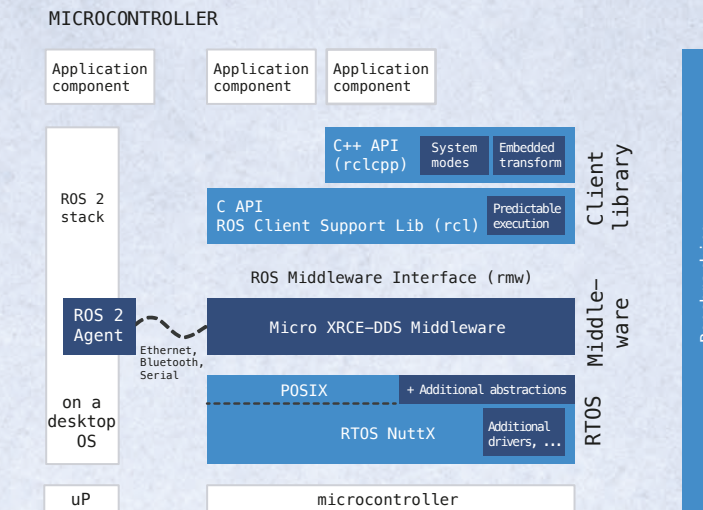 MICROCONTROLLER
Application
component
Application
component
Application
component
C++ API
(rclcpp)
System
modes
Embedded
transform
Client
library
ROS 2
stack
C API
ROS Client Support Lib (rcl)
Predictable
execution
ROS Middleware Interface (rmw)
ROS 2
Agent
Ethernet,
Bluetooth,
Serial
Micro XRCE–DDS Middleware
Middle–
ware
on a
desktop
OS
POSIX
+ Additional abstractions
RTOS NuttX
Additional
drivers, ...
RTOS
uP
microcontroller